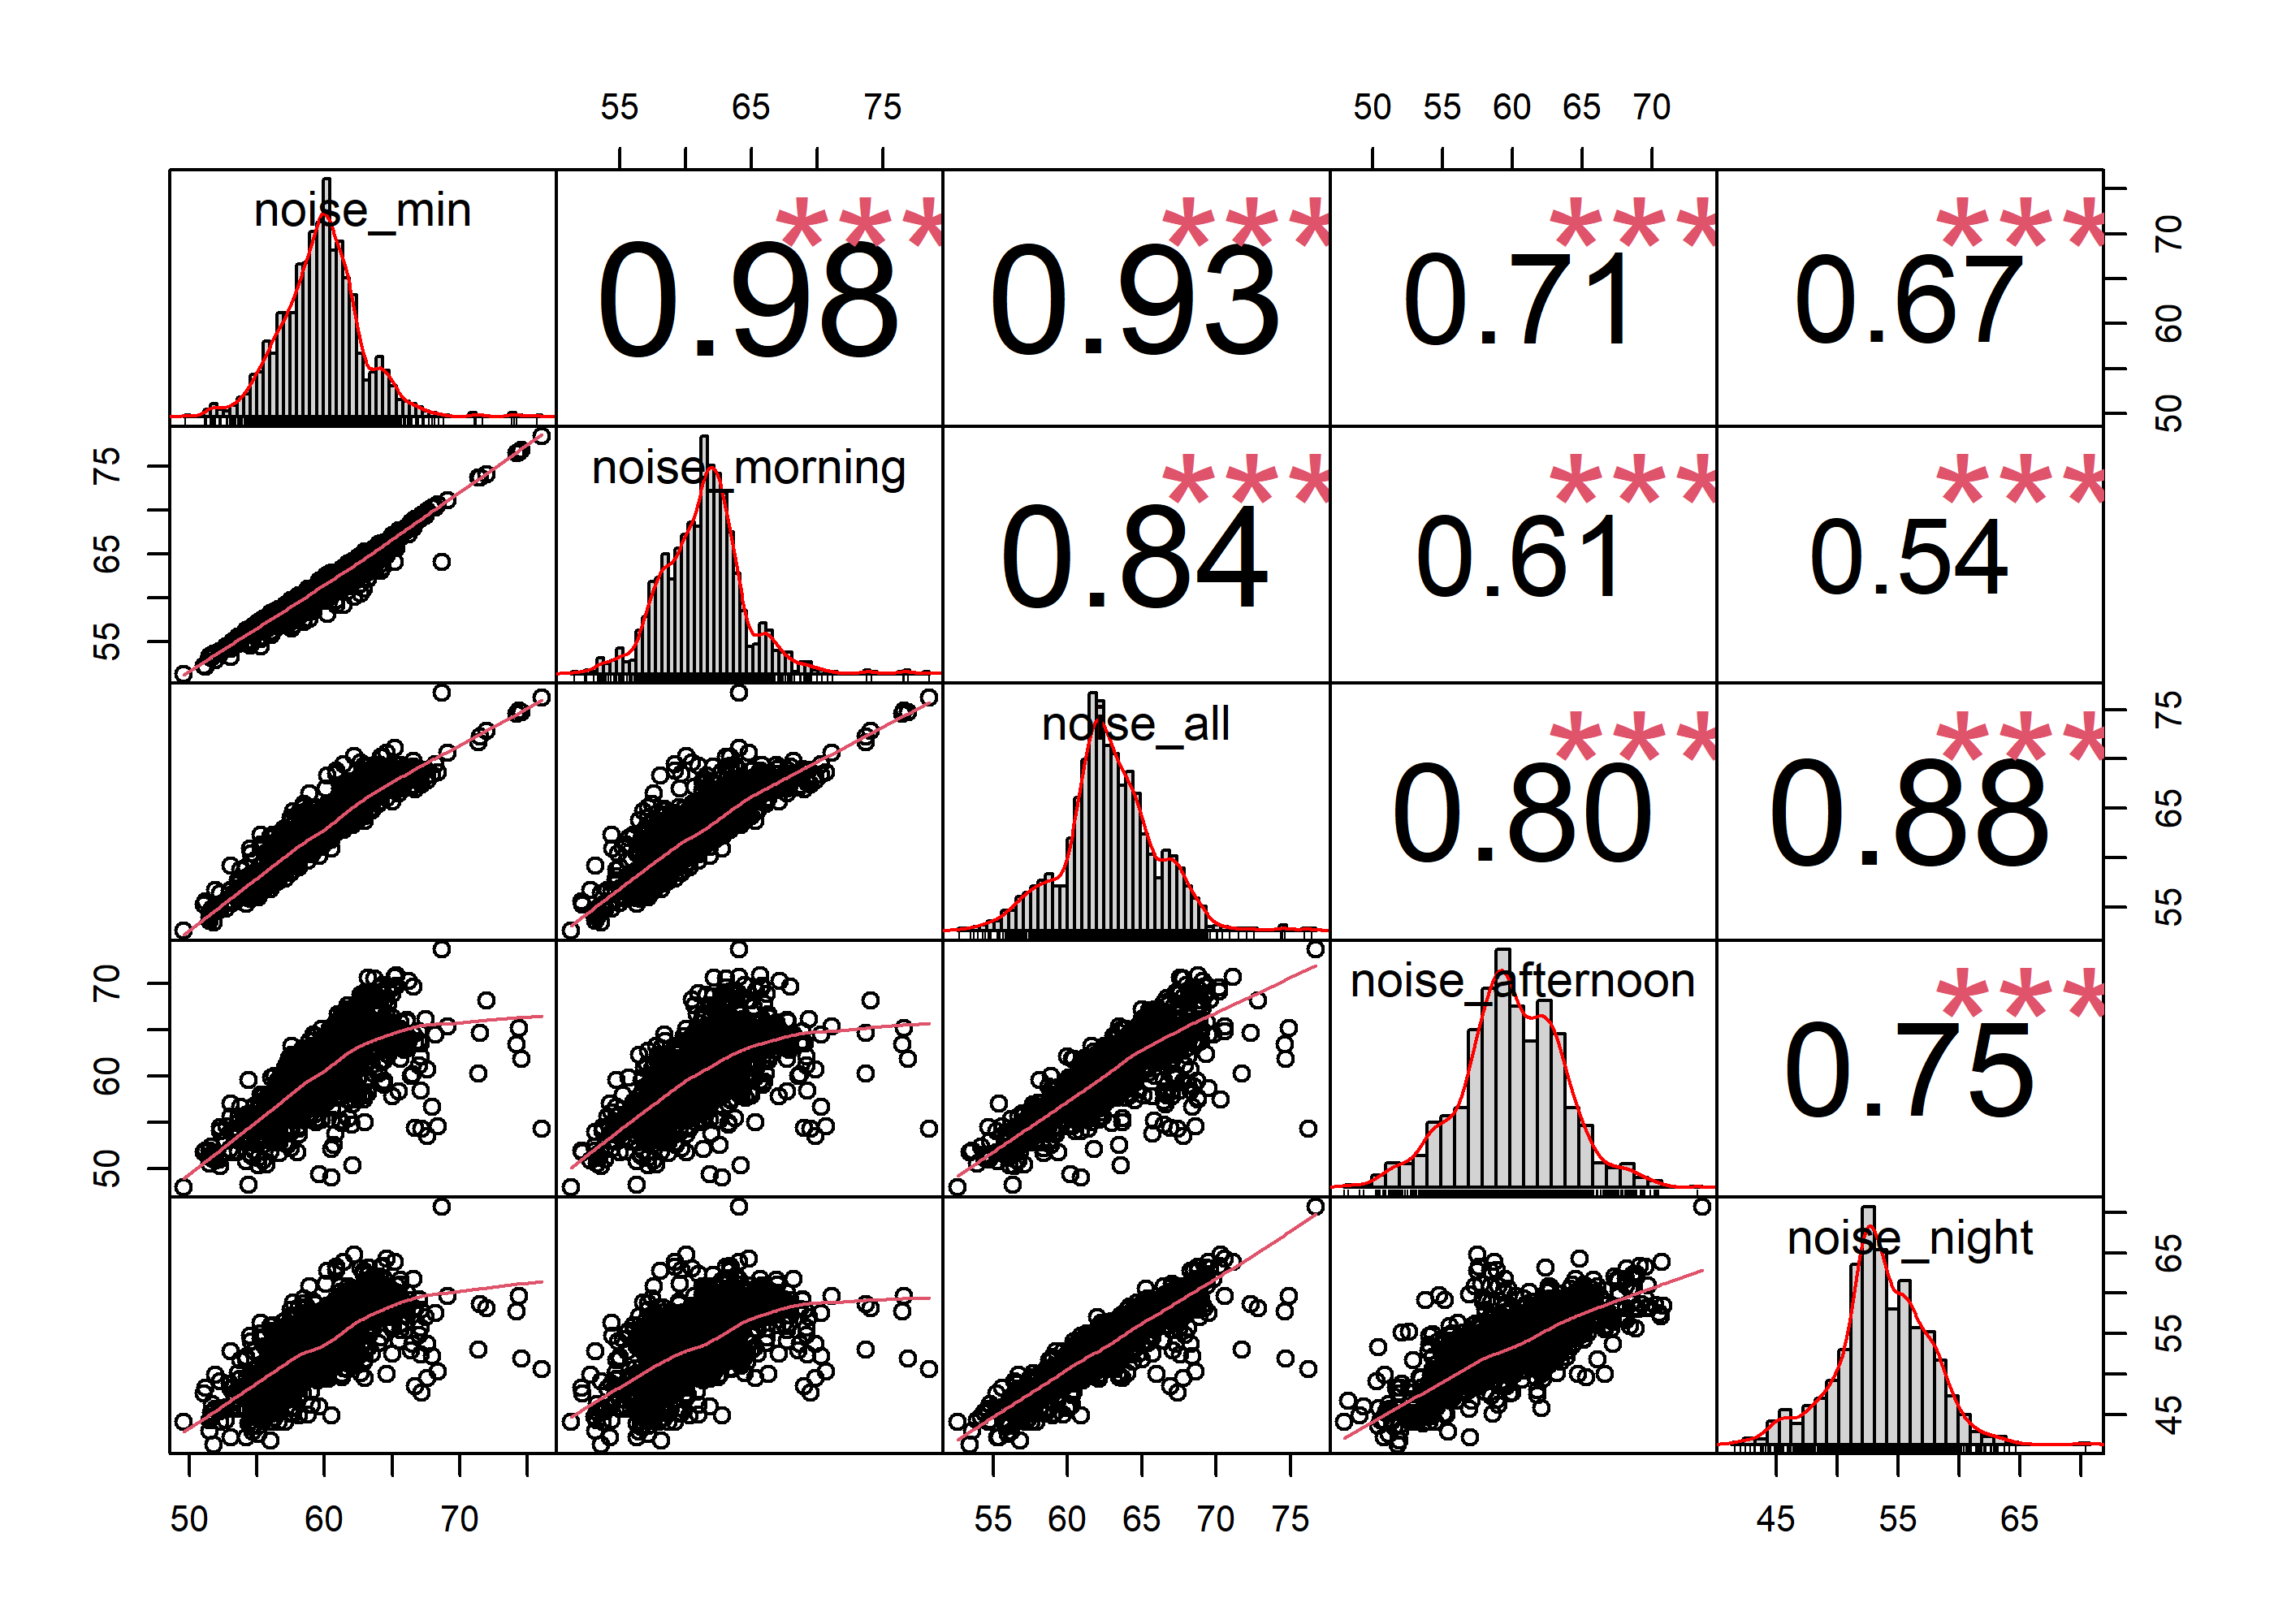 55 65 75 50 55 60 65 70
noise_min 0.98 *** 0.93 *** 0.71 *** 0.67 *** 50 60 70
55 65 75 noise_morning 0.84 *** 0.61 *** 0.54 ***
noise_all 0.80 *** 0.88 *** 55 65 75
50 60 70 noise_afternoon 0.75 ***
noise_night 45 55 65
50 60 70 55 60 65 70 75 45 55 65